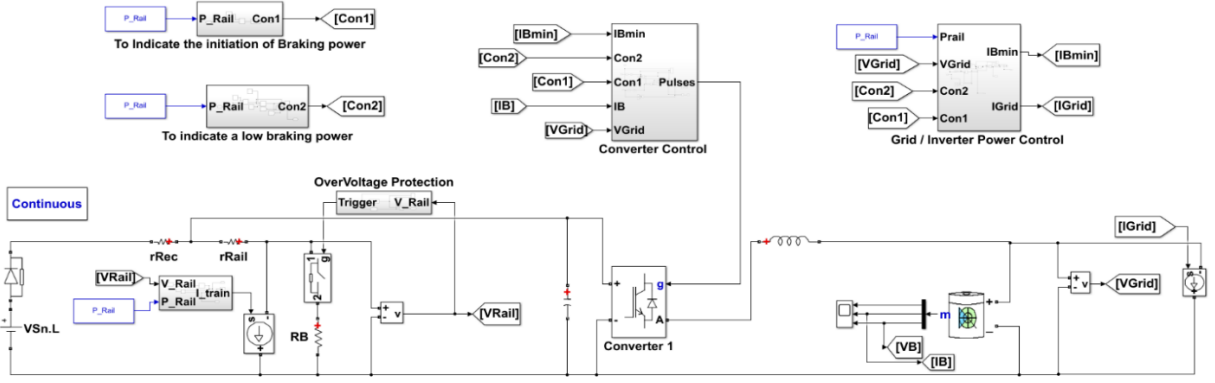 P_Rail
P_Rail Con1
[Con1]
To Indicate the initiation of Braking power
P_Rail
P_Rail Con2
[Con2]
To indicate a low braking power
[IBmin]
[Con2]
[Con1]
[IB]
[VGrid]
IBmin
Con2
Con1
IB
VGrid
Pulses
Converter Control
P_Rail
[VGrid]
[Con2]
[Con1]
Prail
VGrid
Con2
Con1
IBmin
IGrid
[IBmin]
[IGrid]
Grid / Inverter Power Control
Continuous
OverVoltage Protection
Trigger V_Rail
rRec
rRail
[VRail]
P_Rail
V_Rail
P_Rail
I_train
VSn.L
s
-
+
1
g
2
RB
+
-
v
[VRail]
+
+
-
g
A
Converter 1
+
m
+
_
[VB]
[IB]
+
-
v
[VGrid]
[IGrid]
s
-
+
+
+
+